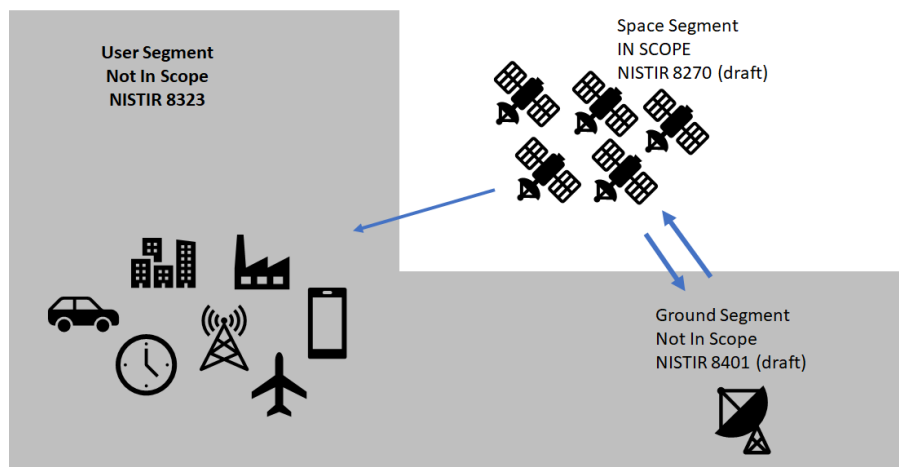 User Segment
Not In Scope
NISTIR 8323
Space Segment
IN SCOPE
NISTIR 8270 (draft)
Ground Segment
Not In Scope
NISTIR 8401 (draft)